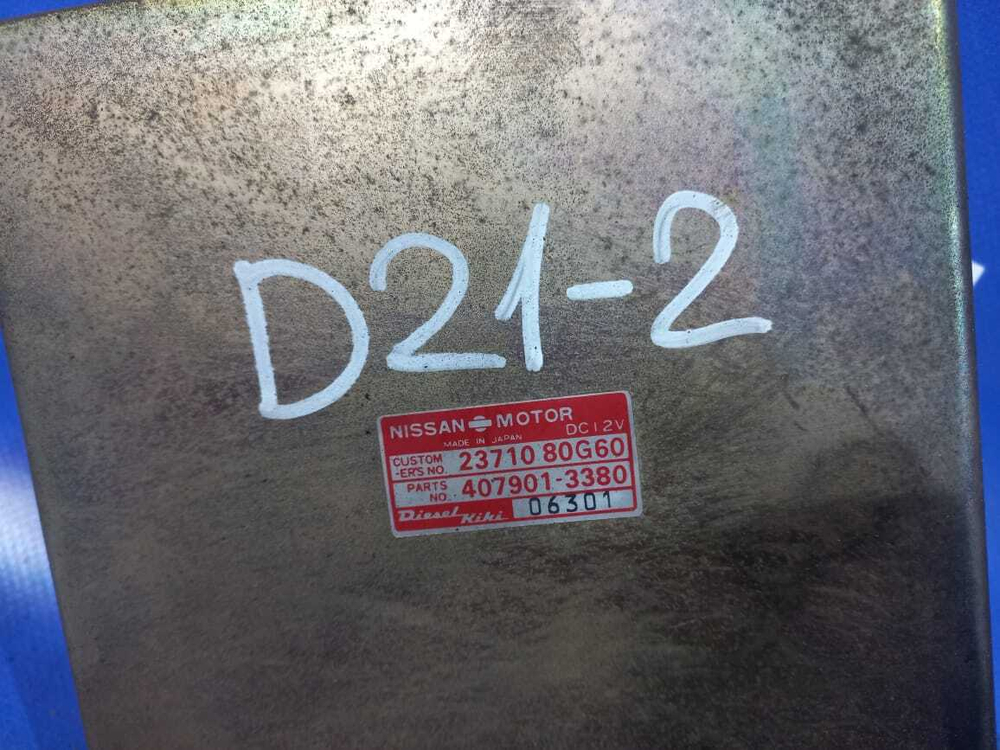 D21-2
NISSAN MOTOR
MADE IN JAPAN DC12V
CUSTOM
-ER'S NO. 23710 80G60
PARTS
NO. 407901-3380
Diesel Kiki 06301